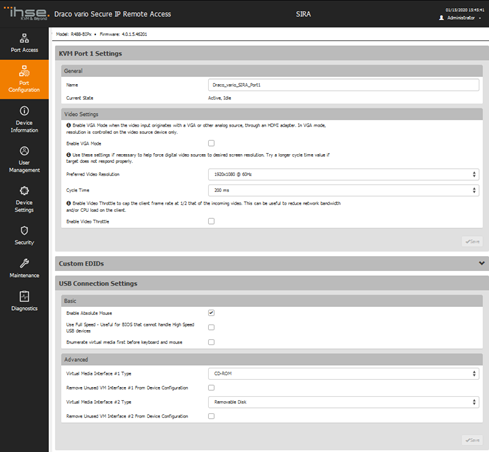 ihse
Draco vario Secure IP Remote Access
SIRA
01/15/2020 10:49:41
Administrator
Model: R488-BIPx • Firmware: 4.0.1.5.46201
Port Access
Port
Configuration
Device
Information
User
Management
Device
Settings
Security
Maintenance
Diagnostics
KVM Port 1 Settings
General
Name
Draco_vario_SIRA_Port1
Current State
Active, Idle
Video Settings
Enable VGA Mode when the video input originates with a VGA or other analog source, through an HDMI adapter. In VGA mode,
resolution is controlled on the video source device only.
Enable VGA Mode
Use these settings if necessary to help force digital video sources to desired screen resolution. Try a longer cycle time value if
target does not respond properly.
Preferred Video Resolution
1920x1080 @ 60Hz
Cycle Time
200 ms
Enable Video Throttle to cap the client frame rate at 1/2 that of the incoming video. This can be useful to reduce network bandwidth
and/or CPU load on the client.
Enable Video Throttle
Save
Custom EDIDs
USB Connection Settings
Basic
Enable Absolute Mouse
Use Full Speed - Useful for BIOS that cannot handle High Speed
USB devices
Enumerate virtual media first before keyboard and mouse
Advanced
Virtual Media Interface #1 Type
CD-ROM
Remove Unused VM Interface #1 From Device Configuration
Virtual Media Interface #2 Type
Removable Disk
Remove Unused VM Interface #2 From Device Configuration
Save